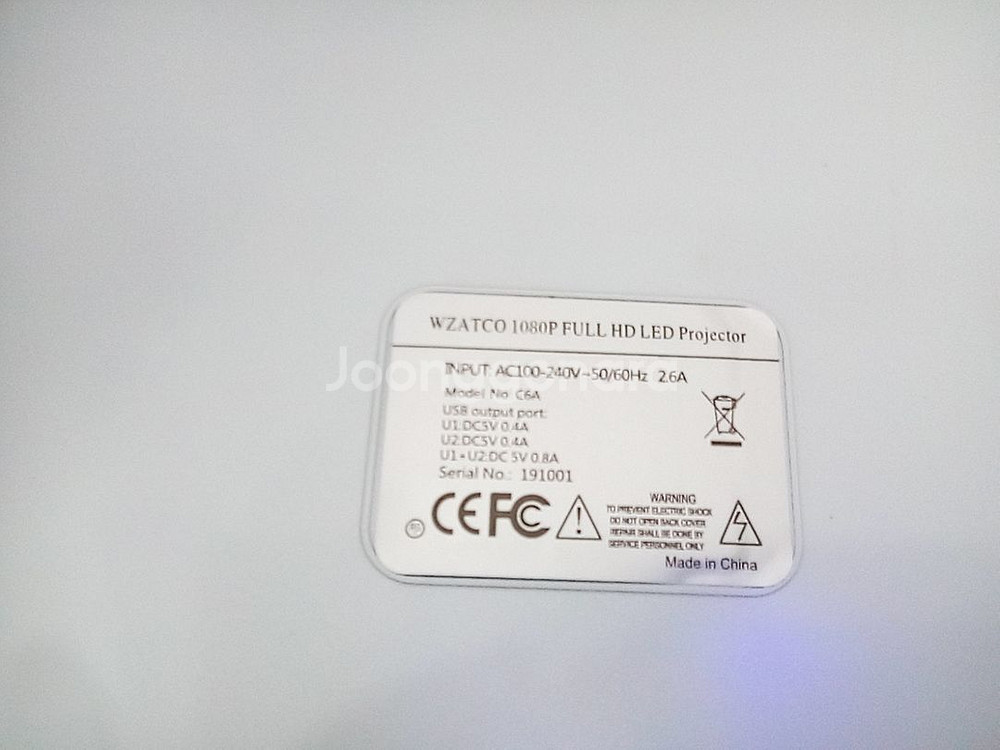 WZATCO 1080P FULL HD LED Projector
Joonggonara
INPUT: AC100-240V~50/60Hz 2.6A
Model No: C6A
USB output port:
U1:DC5V 0.4A
U2:DC5V 0.4A
U1+U2:DC 5V 0.8A
Serial No.: 191001
CE FC
WARNING
TO PREVENT ELECTRIC SHOCK
DO NOT OPEN BACK COVER
REPAIR SHALL BE DONE BY
SERVICE PERSONNEL ONLY
Made in China